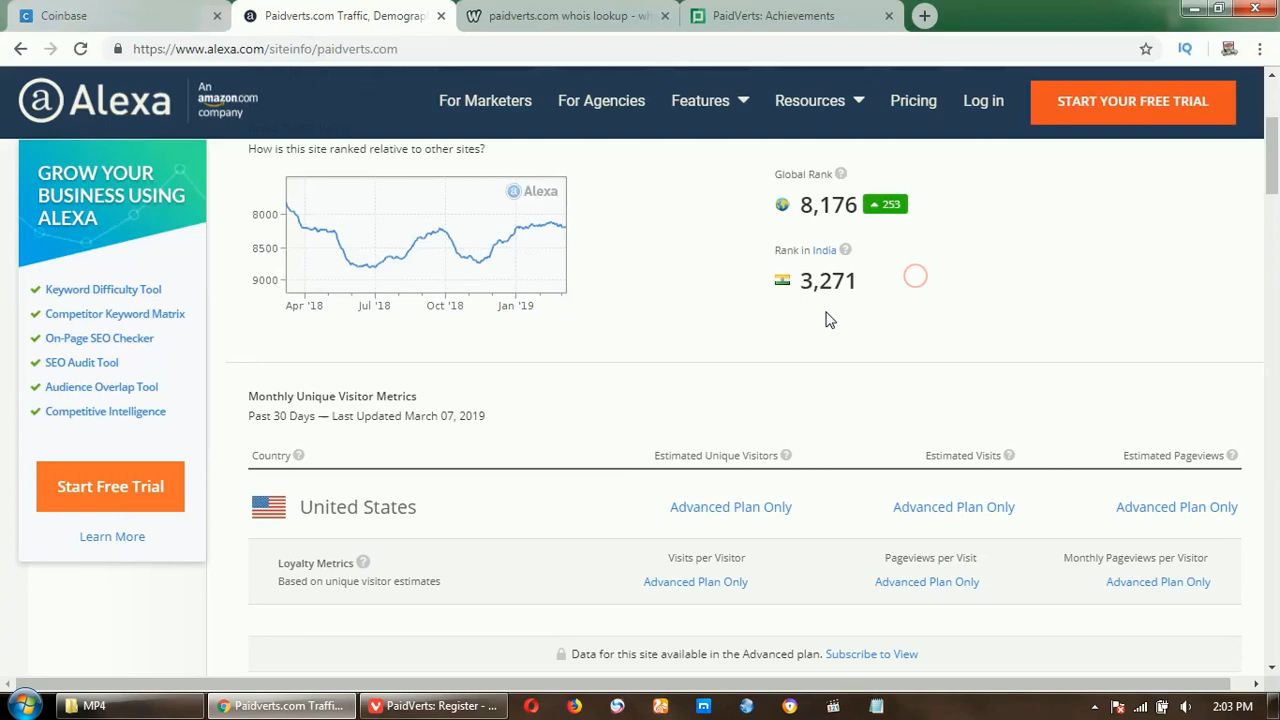 Coinbase
Paidverts.com Traffic, Demograp
paidverts.com whois lookup - wh
PaidVerts: Achievements
https://www.alexa.com/siteinfo/paidverts.com
IQ
Alexa
An
amazon.com
company
For Marketers
For Agencies
Features
Resources
Pricing
Log in
START YOUR FREE TRIAL
GROW YOUR
BUSINESS USING
ALEXA
Keyword Difficulty Tool
Competitor Keyword Matrix
On-Page SEO Checker
SEO Audit Tool
Audience Overlap Tool
Competitive Intelligence
Start Free Trial
Learn More
How is this site ranked relative to other sites?
Alexa
8000
8500
9000
Apr '18
Jul '18
Oct '18
Jan '19
Global Rank
8,176
253
Rank in India
3,271
Monthly Unique Visitor Metrics
Past 30 Days — Last Updated March 07, 2019
Country
Estimated Unique Visitors
Estimated Visits
Estimated Pageviews
United States
Advanced Plan Only
Advanced Plan Only
Advanced Plan Only
Loyalty Metrics
Based on unique visitor estimates
Visits per Visitor
Advanced Plan Only
Pageviews per Visit
Advanced Plan Only
Monthly Pageviews per Visitor
Advanced Plan Only
Data for this site available in the Advanced plan. Subscribe to View
MP4
Paidverts.com Traffi...
PaidVerts: Register - ...
2:03 PM